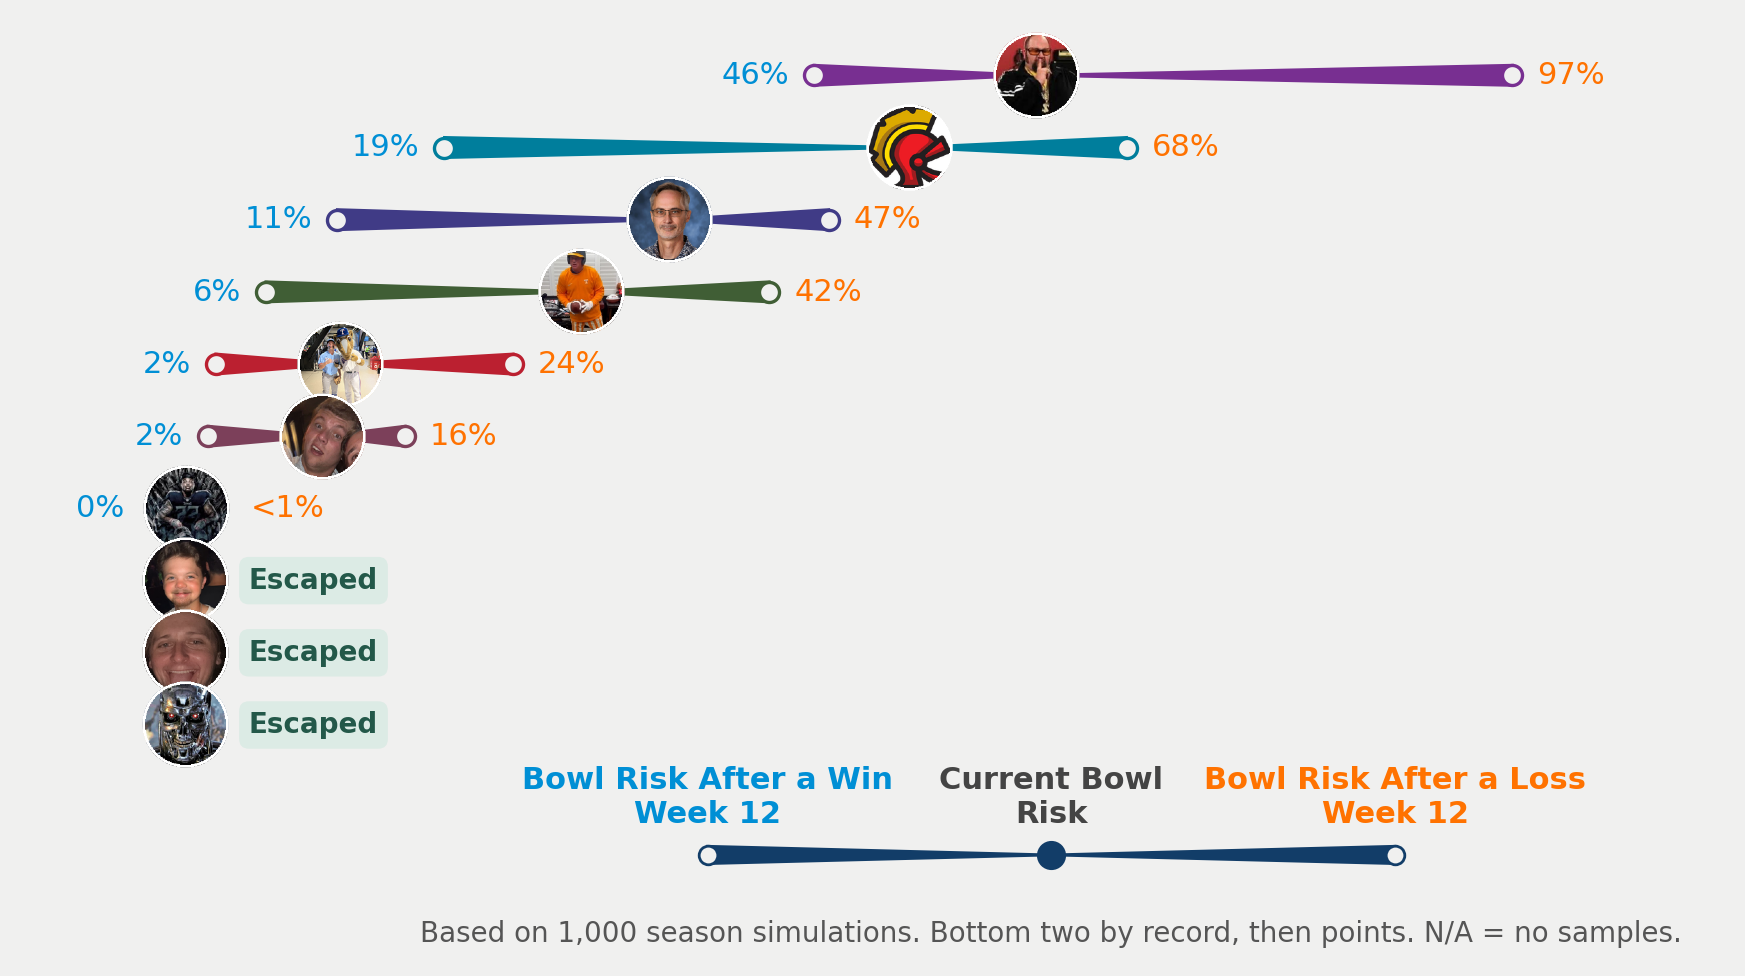 46% 97%
19% 68%
11% 47%
6% 42%
2% 24%
2% 16%
0% <1%
Escaped
Escaped
Escaped
Bowl Risk After a Win
Week 12
Current Bowl
Risk
Bowl Risk After a Loss
Week 12
Based on 1,000 season simulations. Bottom two by record, then points. N/A = no samples.